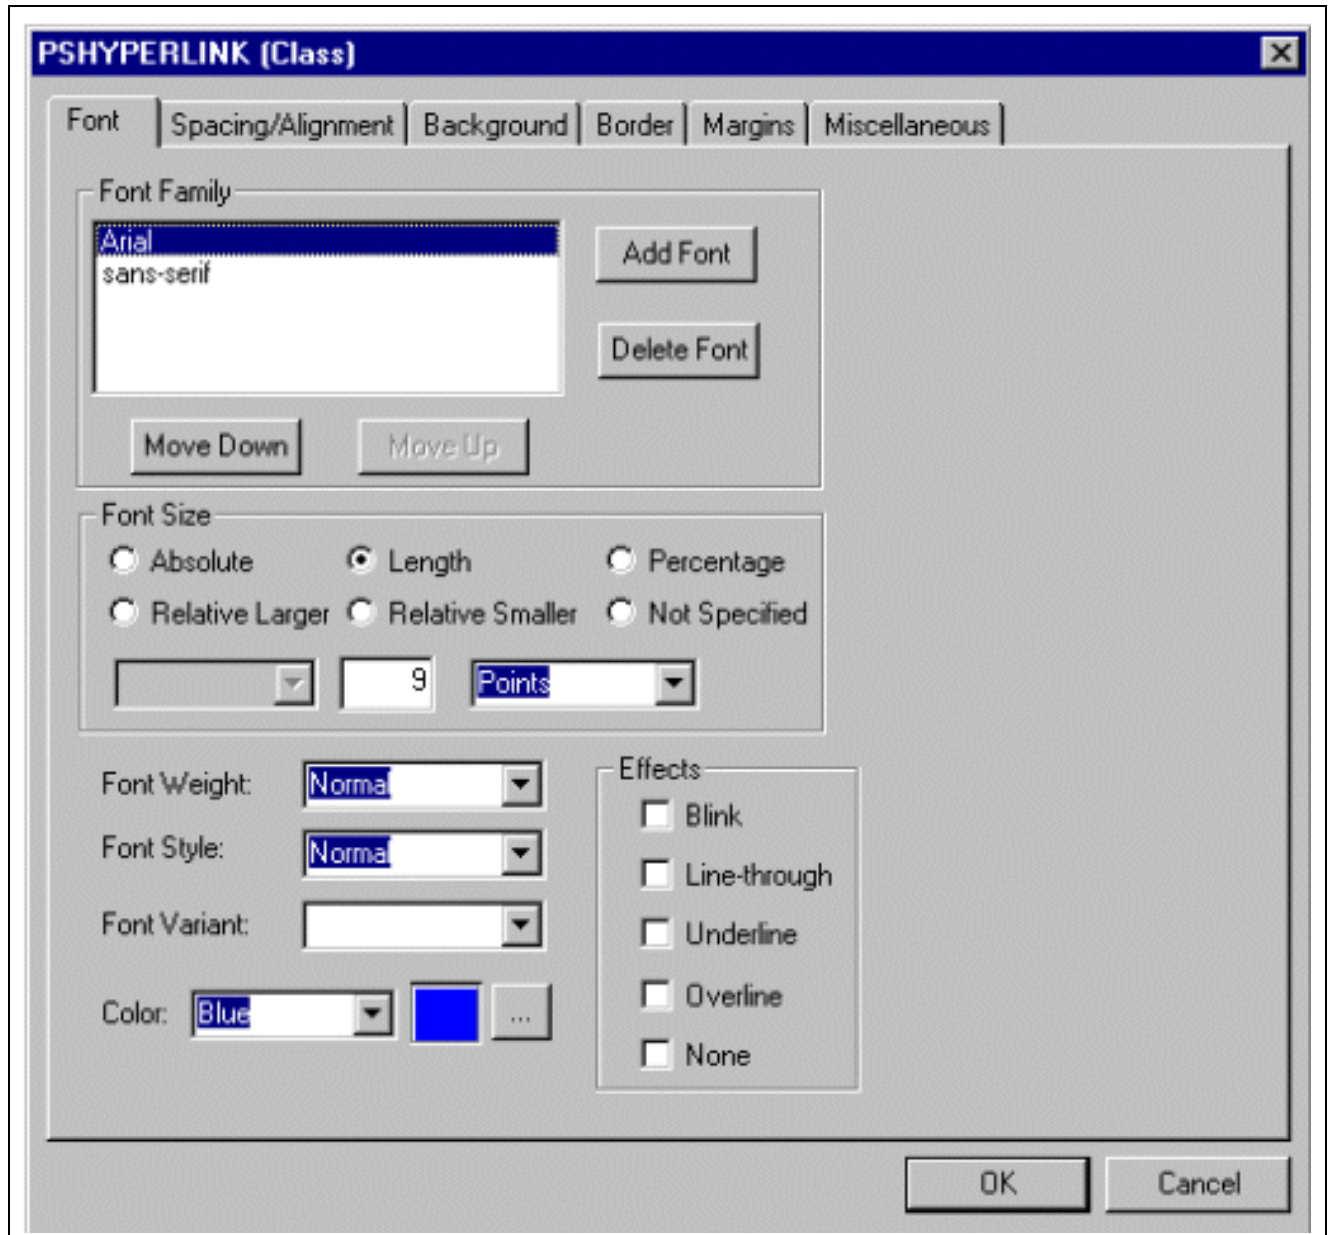 PSHYPERLINK (Class)
Font Spacing/Alignment Background Border Margins Miscellaneous
Font Family
Arial
sans-serif
Add Font
Delete Font
Move Down Move Up
Font Size
Absolute Length Percentage
Relative Larger Relative Smaller Not Specified
9 Points
Font Weight: Normal
Font Style: Normal
Font Variant:
Color: Blue ...
Effects
Blink
Line-through
Underline
Overline
None
OK Cancel